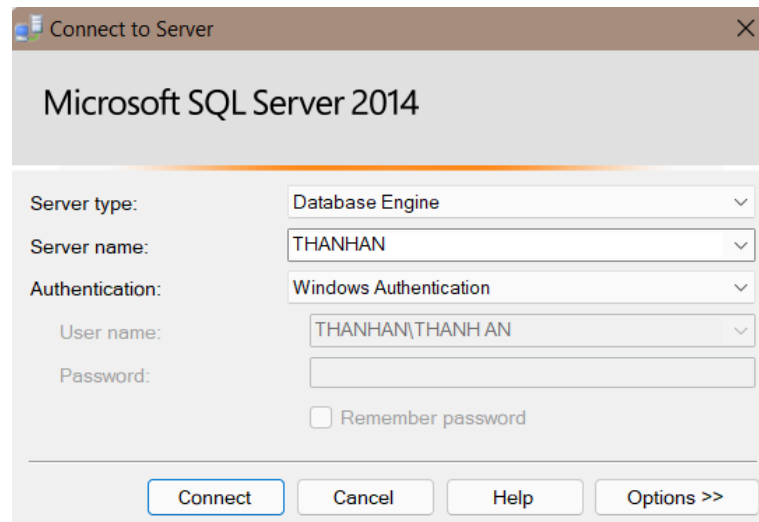 Connect to Server
Microsoft SQL Server 2014
Server type: Database Engine
Server name: THANHAN
Authentication: Windows Authentication
User name: THANHAN\THANH AN
Password:
Remember password
Connect Cancel Help Options >>